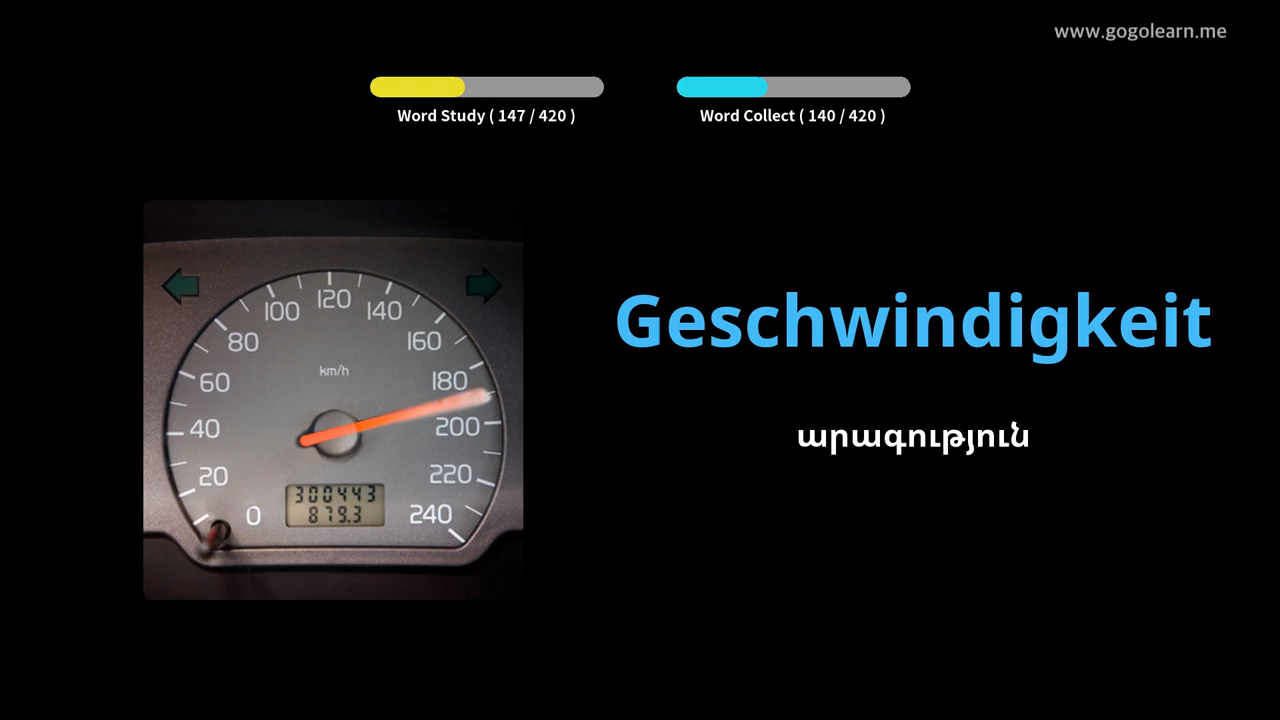 www.gogolearn.me
Word Study ( 147 / 420 )
Word Collect ( 140 / 420 )
Geschwindigkeit
արագություն
0
20
40
60
80
100
120
140
160
180
200
220
240
km/h
300443
879.3